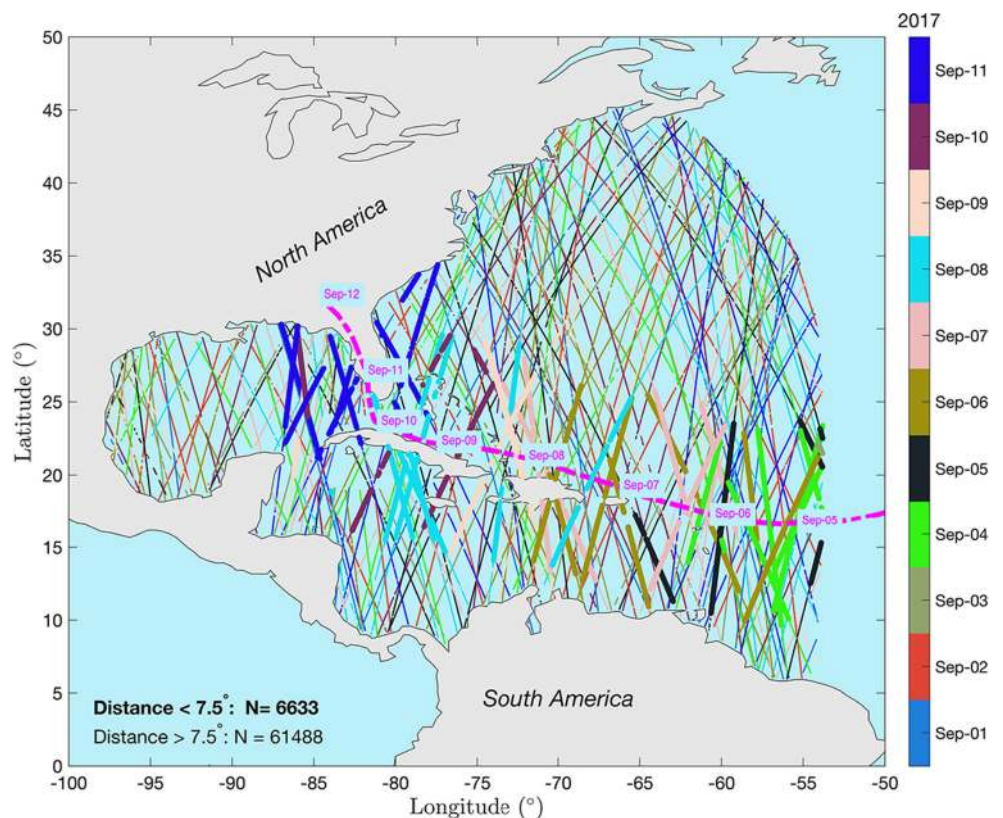 2017
50
45
40
35
30
25
20
15
10
5
0
Latitude (°)
North America
Sep-12
Sep-11
Sep-10
Sep-09
Sep-08
Sep-07
Sep-06
Sep-05
South America
Distance < 7.5°: N= 6633
Distance > 7.5°: N = 61488
-100 -95 -90 -85 -80 -75 -70 -65 -60 -55 -50
Longitude (°)
Sep-11
Sep-10
Sep-09
Sep-08
Sep-07
Sep-06
Sep-05
Sep-04
Sep-03
Sep-02
Sep-01